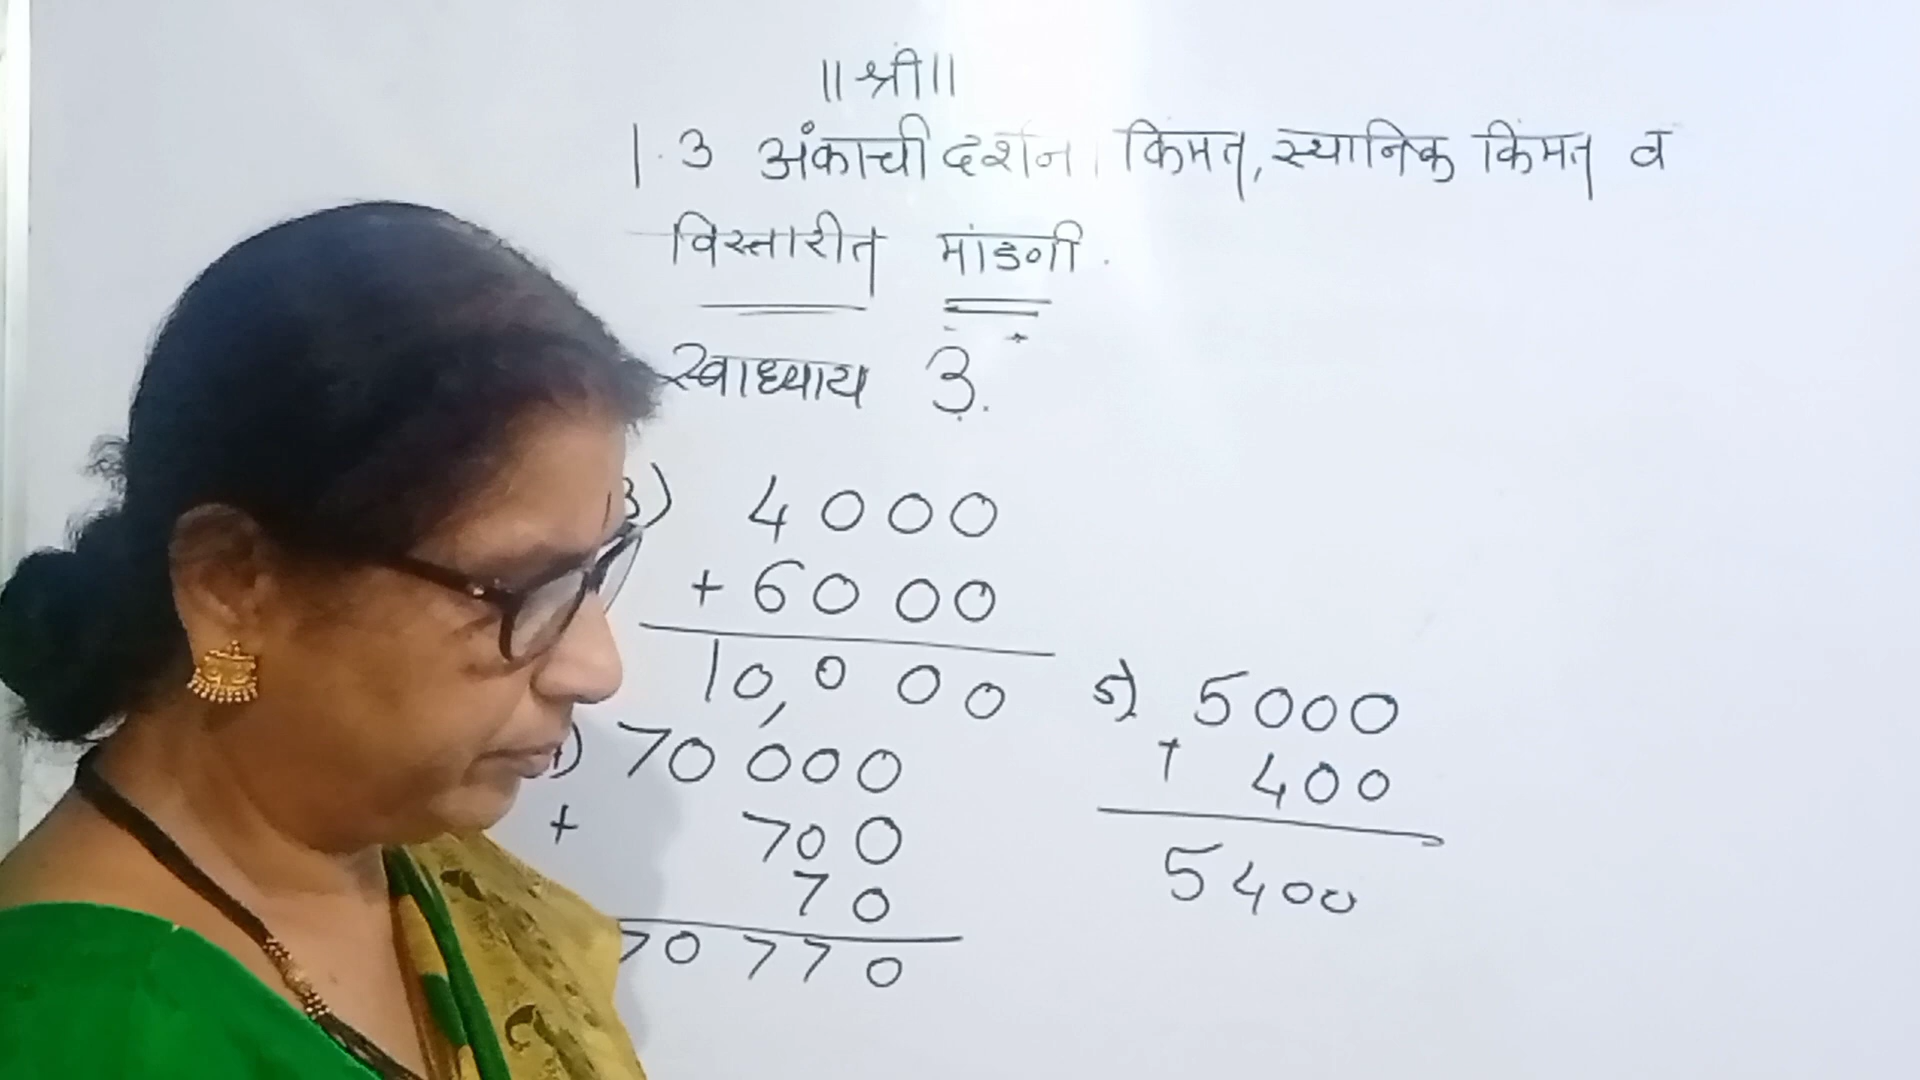 ॥ श्री ॥
1.3 अंकाची दर्शनी किंमत, स्थानिक किंमत व
विस्तारीत मांडणी.
स्वाध्याय 3.
3) 4000
+ 6000
10,000
70000
+ 700
70
70770
5) 5000
+ 400
5400